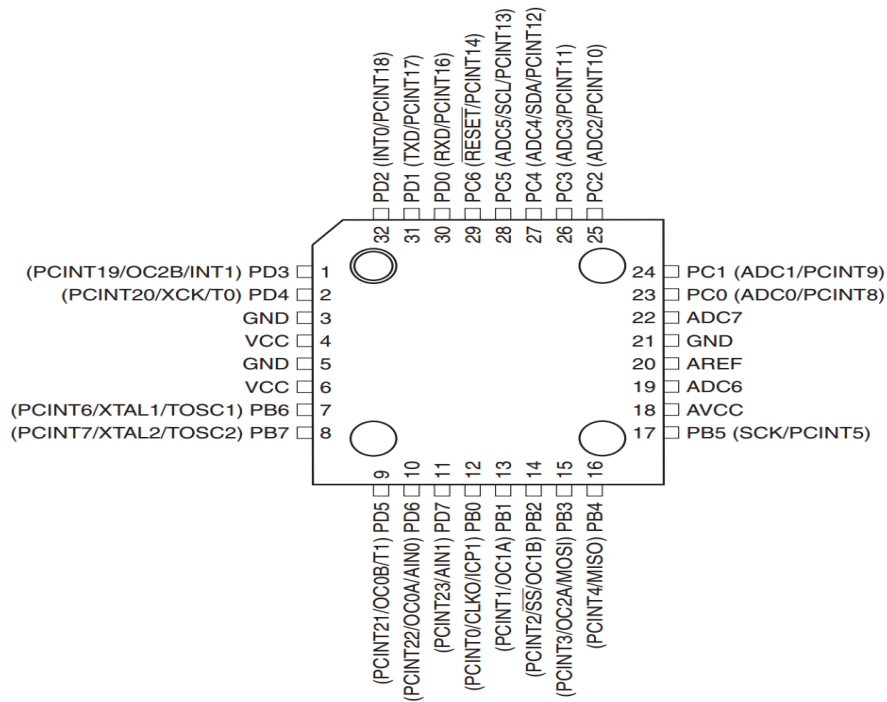 PD2 (INT0/PCINT18)
PD1 (TXD/PCINT17)
PD0 (RXD/PCINT16)
PC6 (RESET/PCINT14)
PC5 (ADC5/SCL/PCINT13)
PC4 (ADC4/SDA/PCINT12)
PC3 (ADC3/PCINT11)
PC2 (ADC2/PCINT10)
32
31
30
29
28
27
26
25
(PCINT19/OC2B/INT1) PD3 1
(PCINT20/XCK/T0) PD4 2
GND 3
VCC 4
GND 5
VCC 6
(PCINT6/XTAL1/TOSC1) PB6 7
(PCINT7/XTAL2/TOSC2) PB7 8
24 PC1 (ADC1/PCINT9)
23 PC0 (ADC0/PCINT8)
22 ADC7
21 GND
20 AREF
19 ADC6
18 AVCC
17 PB5 (SCK/PCINT5)
9
10
11
12
13
14
15
16
(PCINT21/OC0B/T1) PD5
(PCINT22/OC0A/AIN0) PD6
(PCINT23/AIN1) PD7
(PCINT0/CLKO/ICP1) PB0
(PCINT1/OC1A) PB1
(PCINT2/SS/OC1B) PB2
(PCINT3/OC2A/MOSI) PB3
(PCINT4/MISO) PB4